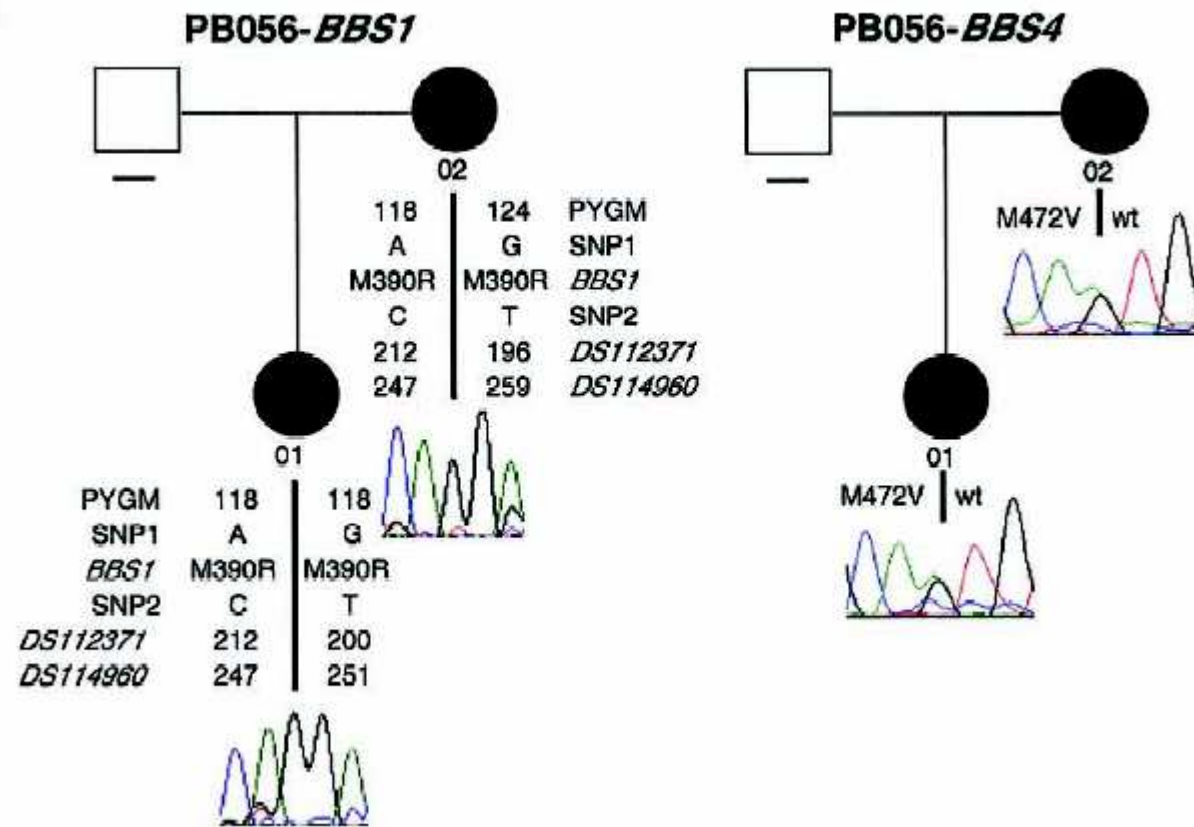 PB056-BBS1
PB056-BBS4
02
118 124 PYGM
A G SNP1
M390R M390R BBS1
C T SNP2
212 196 DS112371
247 259 DS114960
01
PYGM 118 118
SNP1 A G
BBS1 M390R M390R
SNP2 C T
DS112371 212 200
DS114960 247 251
02
M472V wt
01
M472V wt